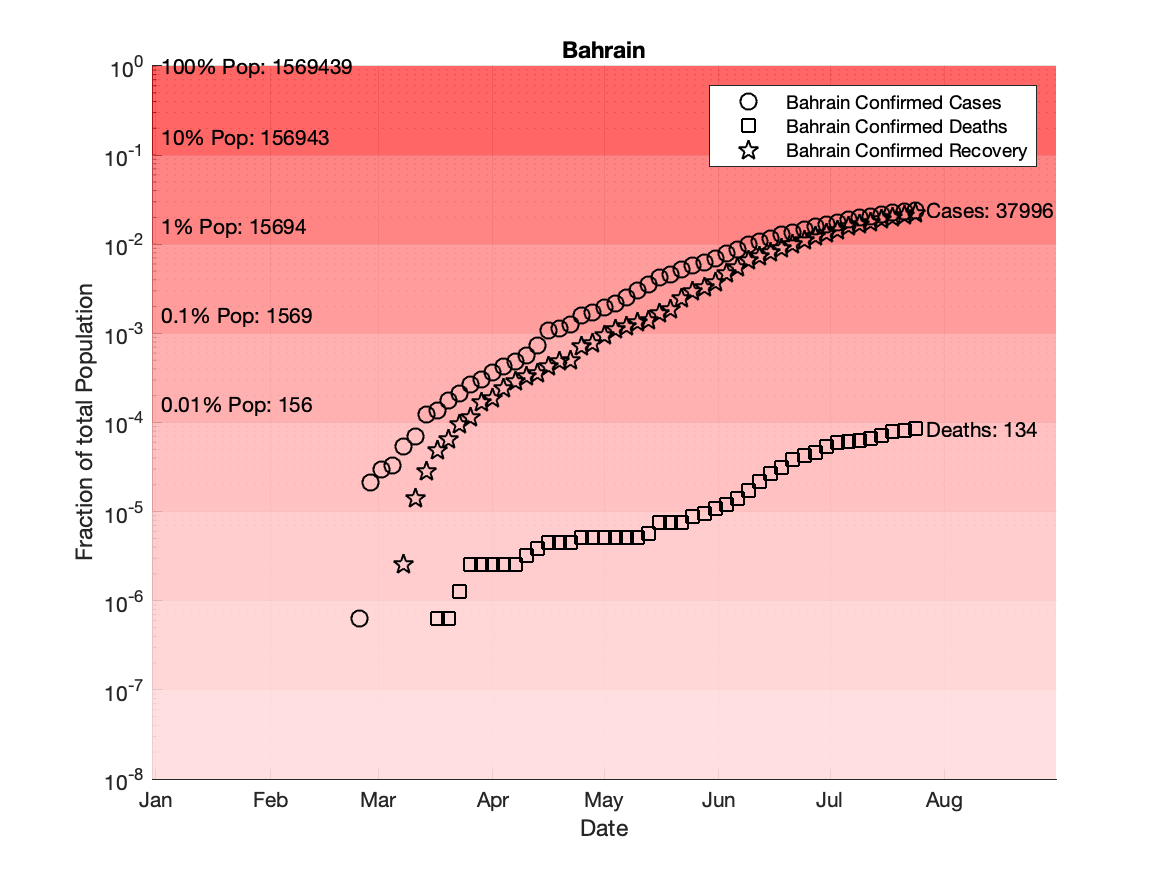 Bahrain
10^0
100% Pop: 1569439
Bahrain Confirmed Cases
Bahrain Confirmed Deaths
Bahrain Confirmed Recovery
10% Pop: 156943
10^-1
1% Pop: 15694
Cases: 37996
10^-2
0.1% Pop: 1569
10^-3
0.01% Pop: 156
10^-4
Deaths: 134
10^-5
10^-6
10^-7
10^-8
Fraction of total Population
Jan Feb Mar Apr May Jun Jul Aug
Date